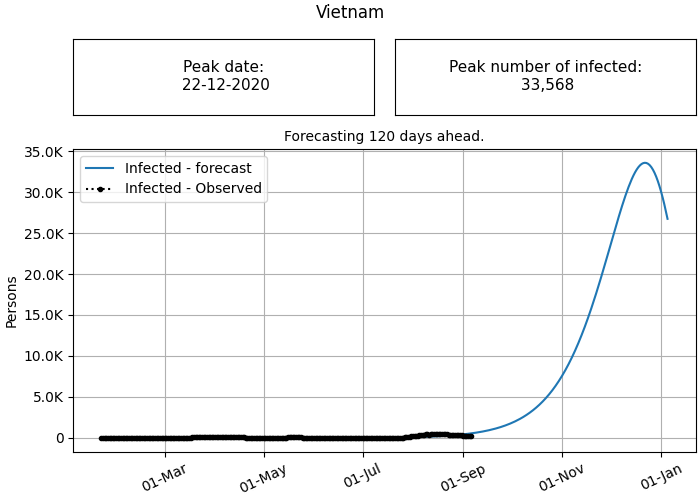 Vietnam
Peak date:
22-12-2020
Peak number of infected:
33,568
Forecasting 120 days ahead.
35.0K
30.0K
25.0K
20.0K
15.0K
10.0K
5.0K
0
Persons
Infected - forecast
Infected - Observed
01-Mar
01-May
01-Jul
01-Sep
01-Nov
01-Jan